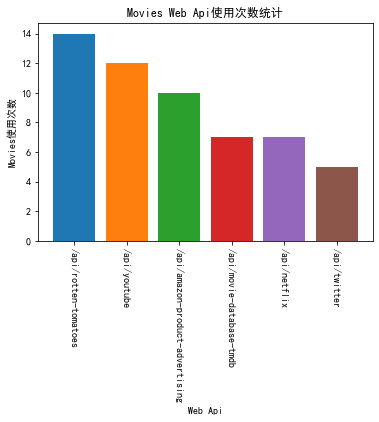 Movies Web Api使用次数统计
Movies使用次数
14
12
10
8
6
4
2
0
/api/rotten-tomatoes
/api/youtube
/api/amazon-product-advertising
/api/movie-database-tmdb
/api/netflix
/api/twitter
Web Api